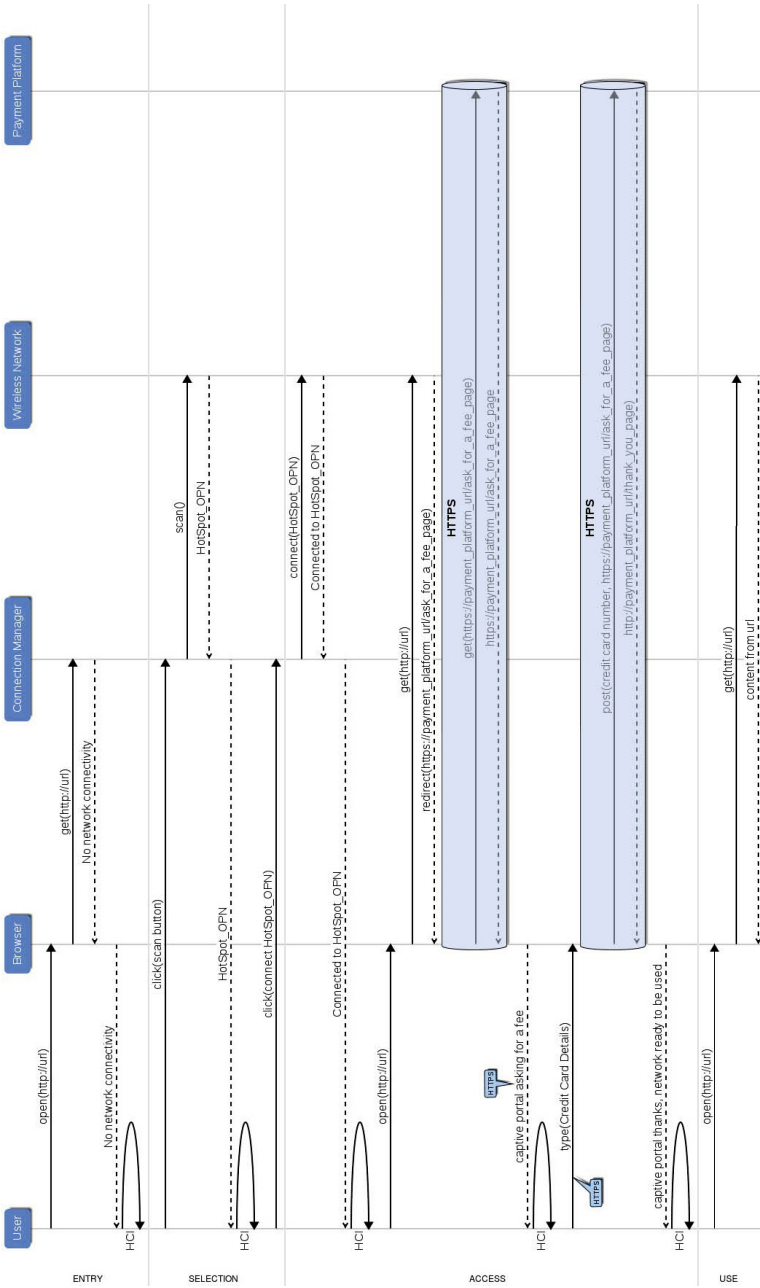 User
Browser
Connection Manager
Wireless Network
Payment Platform
ENTRY
open(http://url)
get(http://url)
No network connectivity
No network connectivity
HCI
SELECTION
click(scan button)
scan()
HotSpot_OPN
HotSpot_OPN
HCI
click(connect HotSpot_OPN)
ACCESS
connect(HotSpot_OPN)
Connected to HotSpot_OPN
Connected to HotSpot_OPN
HCI
open(http://url)
get(http://url)
redirect(https://payment_platform_url/ask_for_a_fee_page)
HTTPS
get(https://payment_platform_url/ask_for_a_fee_page)
https://payment_platform_url/ask_for_a_fee_page
HTTPS
captive portal asking for a fee
HCI
type(Credit Card Details)
HTTPS
HTTPS
post(credit card number, https://payment_platform_url/ask_for_a_fee_page)
http://payment_platform_url/thank_you_page)
captive portal thanks, network ready to be used
HCI
USE
open(http://url)
get(http://url)
content from url